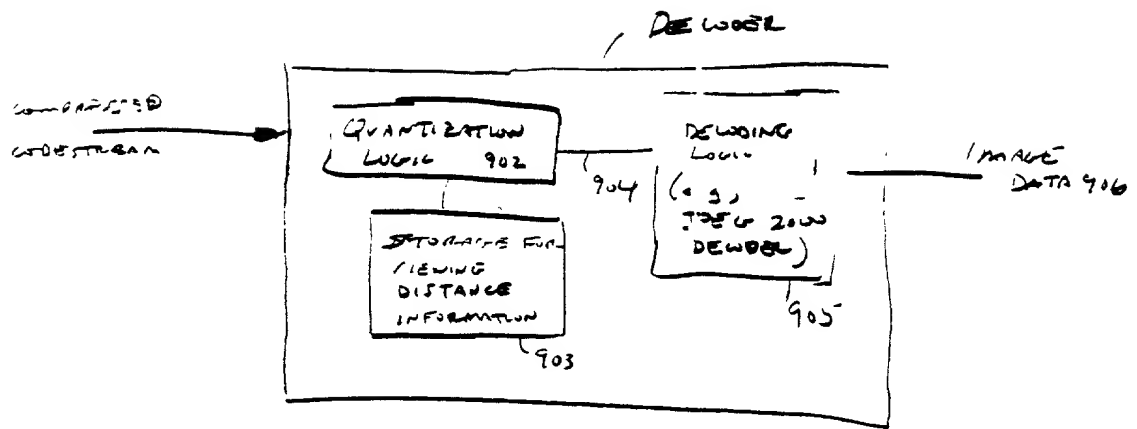 DECODER
COMPRESSED
CODESTREAM
QUANTIZATION
LOGIC 902
904
DECODING
LOGIC
(e.g.,
JPEG 2000
DECODER)
905
IMAGE
DATA 906
STORAGE FOR
VIEWING
DISTANCE
INFORMATION
903